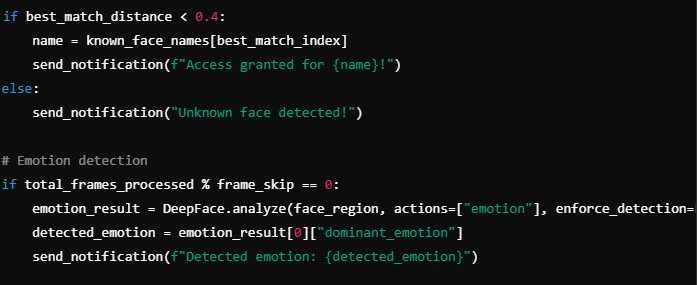 if best_match_distance < 0.4:
    name = known_face_names[best_match_index]
    send_notification(f"Access granted for {name}!")
else:
    send_notification("Unknown face detected!")

# Emotion detection
if total_frames_processed % frame_skip == 0:
    emotion_result = DeepFace.analyze(face_region, actions=["emotion"], enforce_detection=
    detected_emotion = emotion_result[0]["dominant_emotion"]
    send_notification(f"Detected emotion: {detected_emotion}")